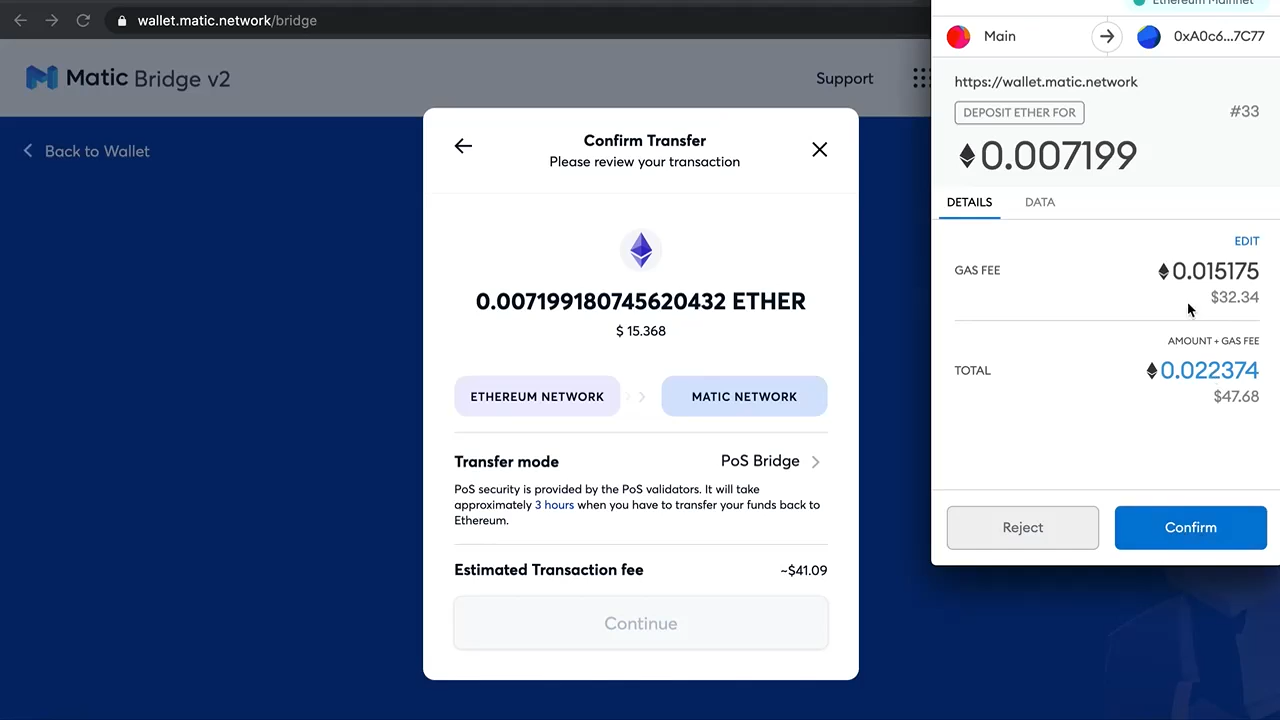 wallet.matic.network/bridge
Matic Bridge v2
Support
Back to Wallet
Confirm Transfer
Please review your transaction
0.007199180745620432 ETHER
$ 15.368
ETHEREUM NETWORK
MATIC NETWORK
Transfer mode
PoS Bridge
PoS security is provided by the PoS validators. It will take
approximately 3 hours when you have to transfer your funds back to
Ethereum.
Estimated Transaction fee
~$41.09
Continue
Ethereum Mainnet
Main
0xA0c6...7C77
https://wallet.matic.network
DEPOSIT ETHER FOR
#33
0.007199
DETAILS
DATA
EDIT
GAS FEE
0.015175
$32.34
AMOUNT + GAS FEE
TOTAL
0.022374
$47.68
Reject
Confirm